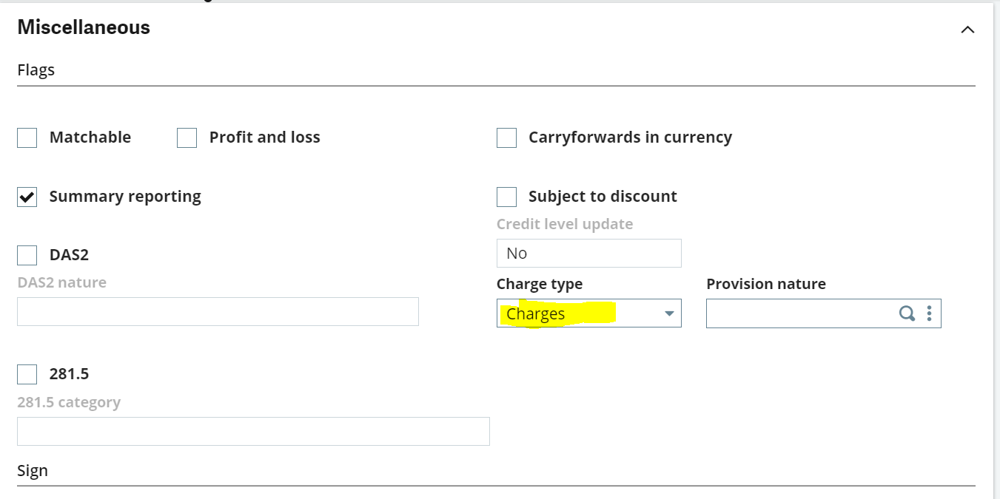 Miscellaneous
Flags
Matchable Profit and loss Carryforwards in currency
Summary reporting Subject to discount
Credit level update
No
DAS2
DAS2 nature
Charge type Provision nature
Charges
281.5
281.5 category
Sign